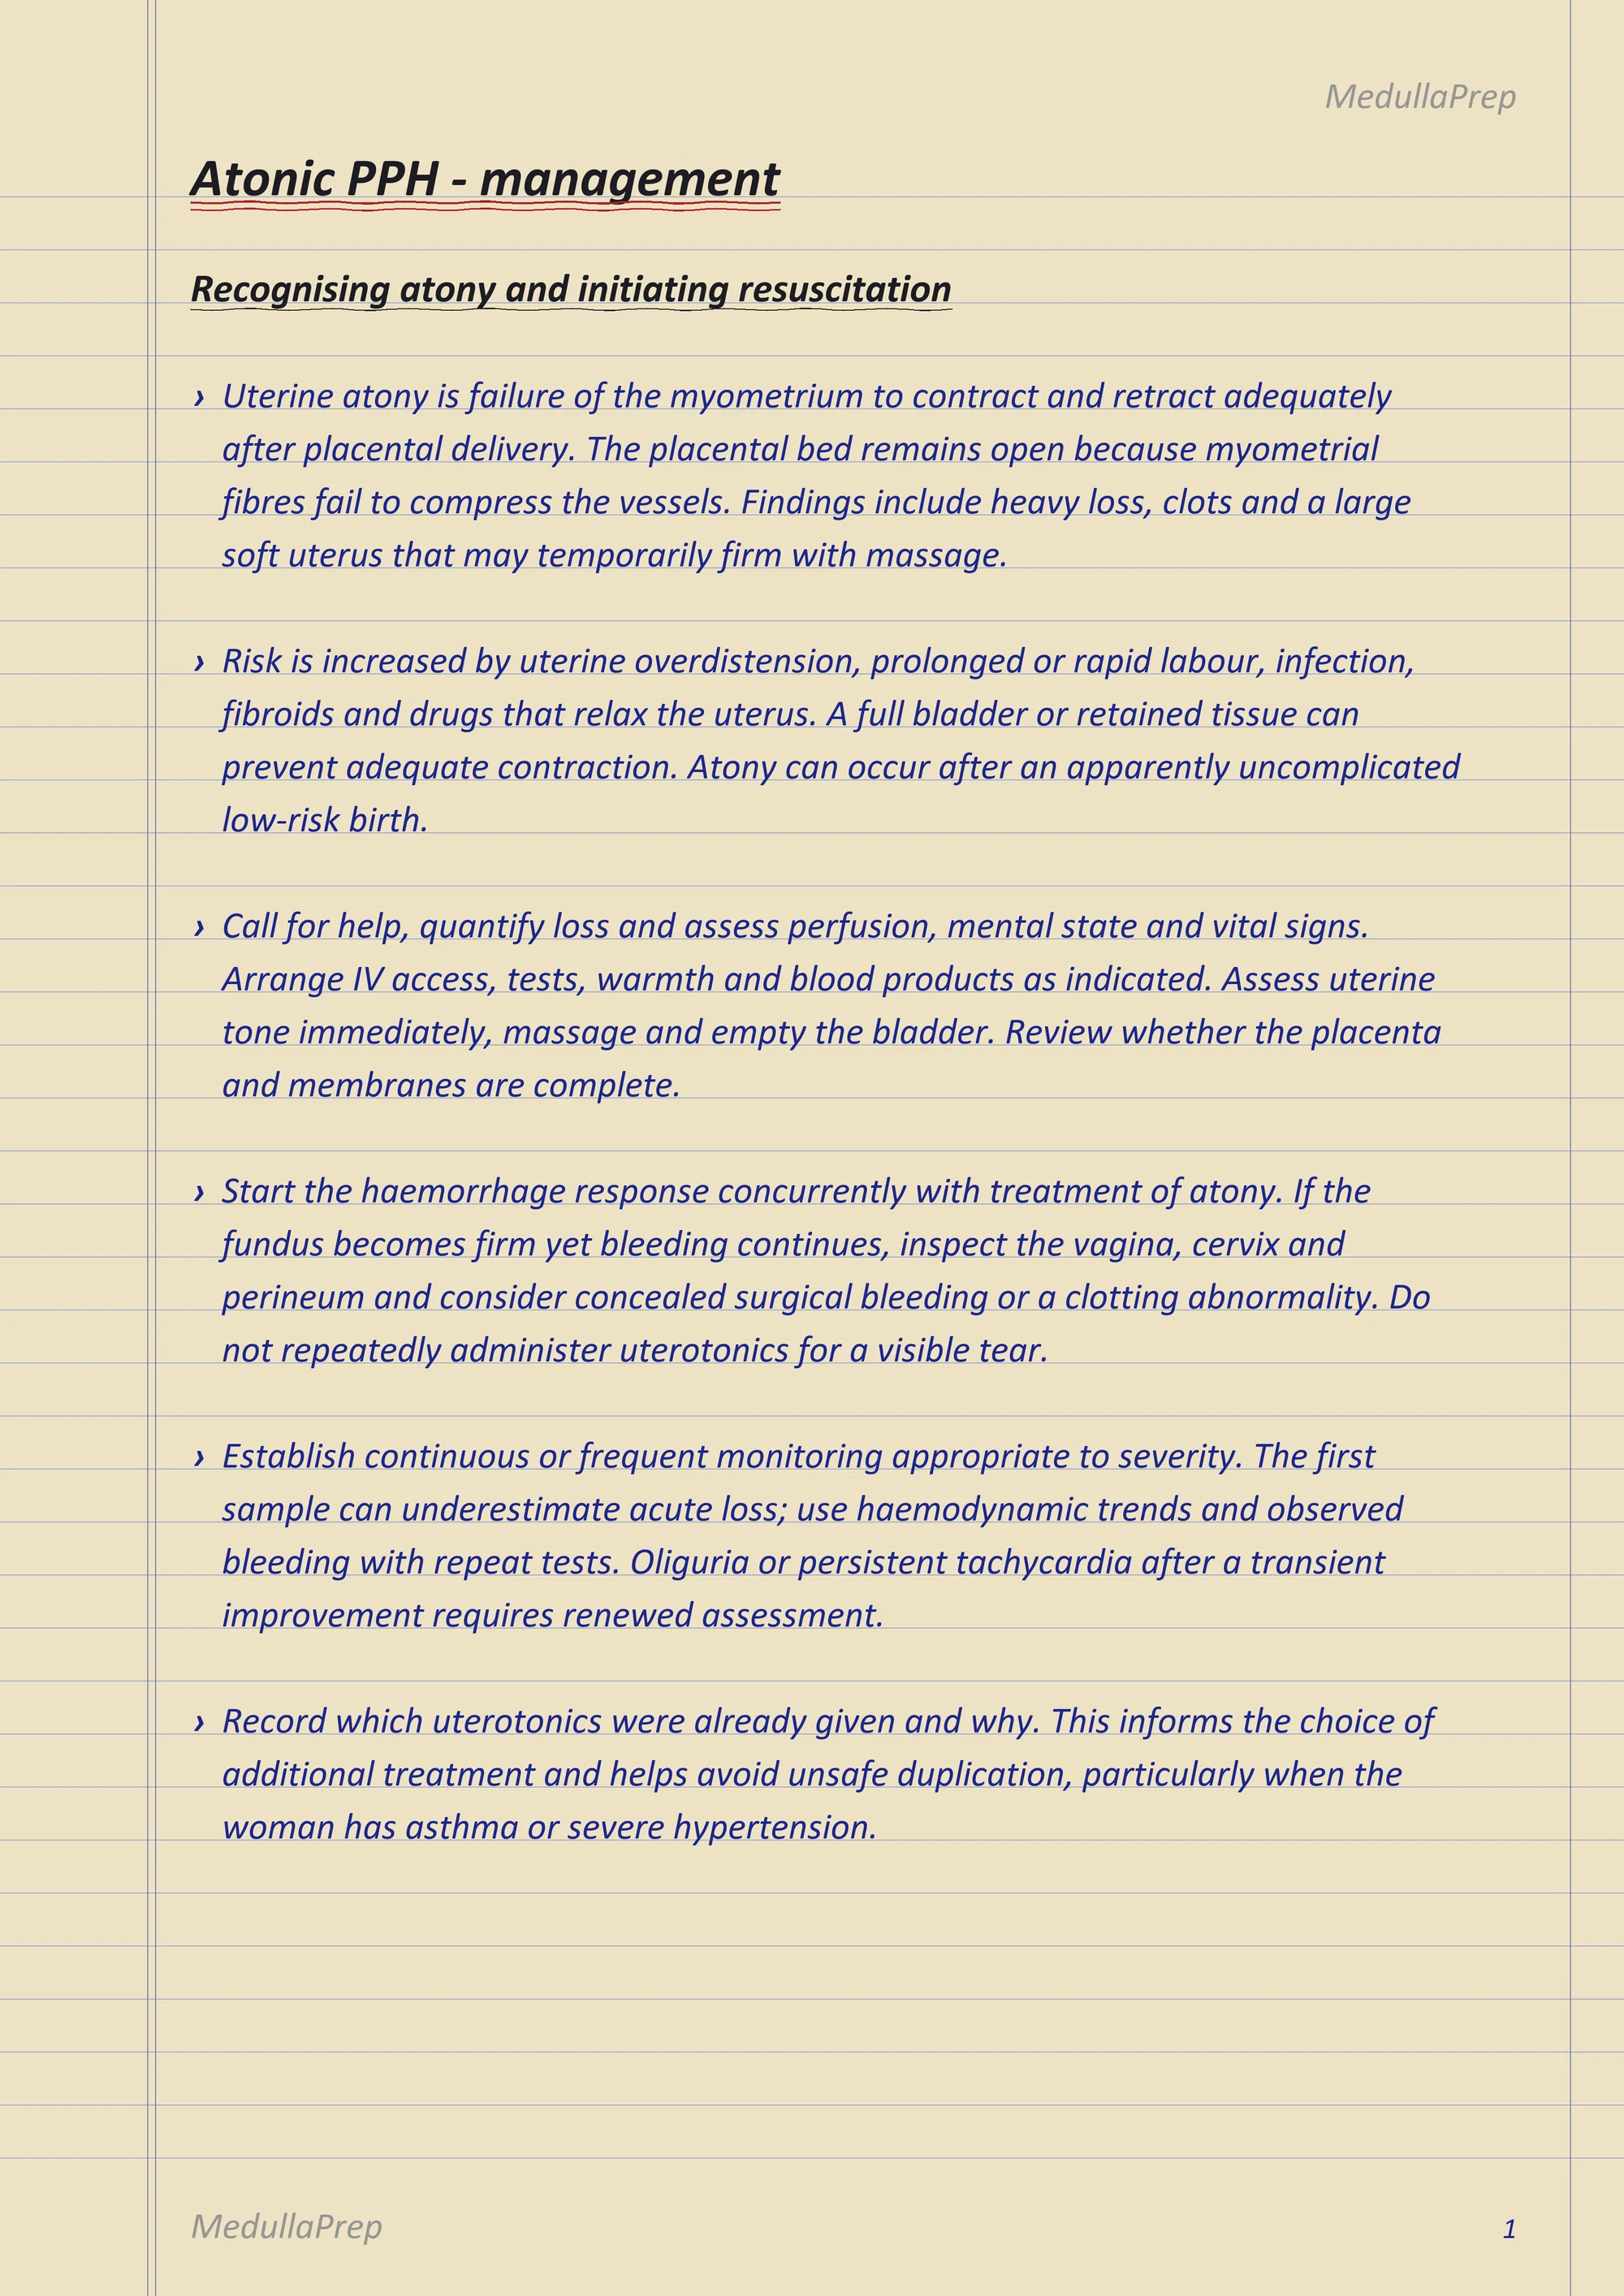 MedullaPrep
Atonic PPH - management
Recognising atony and initiating resuscitation
› Uterine atony is failure of the myometrium to contract and retract adequately
after placental delivery. The placental bed remains open because myometrial
fibres fail to compress the vessels. Findings include heavy loss, clots and a large
soft uterus that may temporarily firm with massage.
› Risk is increased by uterine overdistension, prolonged or rapid labour, infection,
fibroids and drugs that relax the uterus. A full bladder or retained tissue can
prevent adequate contraction. Atony can occur after an apparently uncomplicated
low-risk birth.
› Call for help, quantify loss and assess perfusion, mental state and vital signs.
Arrange IV access, tests, warmth and blood products as indicated. Assess uterine
tone immediately, massage and empty the bladder. Review whether the placenta
and membranes are complete.
› Start the haemorrhage response concurrently with treatment of atony. If the
fundus becomes firm yet bleeding continues, inspect the vagina, cervix and
perineum and consider concealed surgical bleeding or a clotting abnormality. Do
not repeatedly administer uterotonics for a visible tear.
› Establish continuous or frequent monitoring appropriate to severity. The first
sample can underestimate acute loss; use haemodynamic trends and observed
bleeding with repeat tests. Oliguria or persistent tachycardia after a transient
improvement requires renewed assessment.
› Record which uterotonics were already given and why. This informs the choice of
additional treatment and helps avoid unsafe duplication, particularly when the
woman has asthma or severe hypertension.
MedullaPrep
1